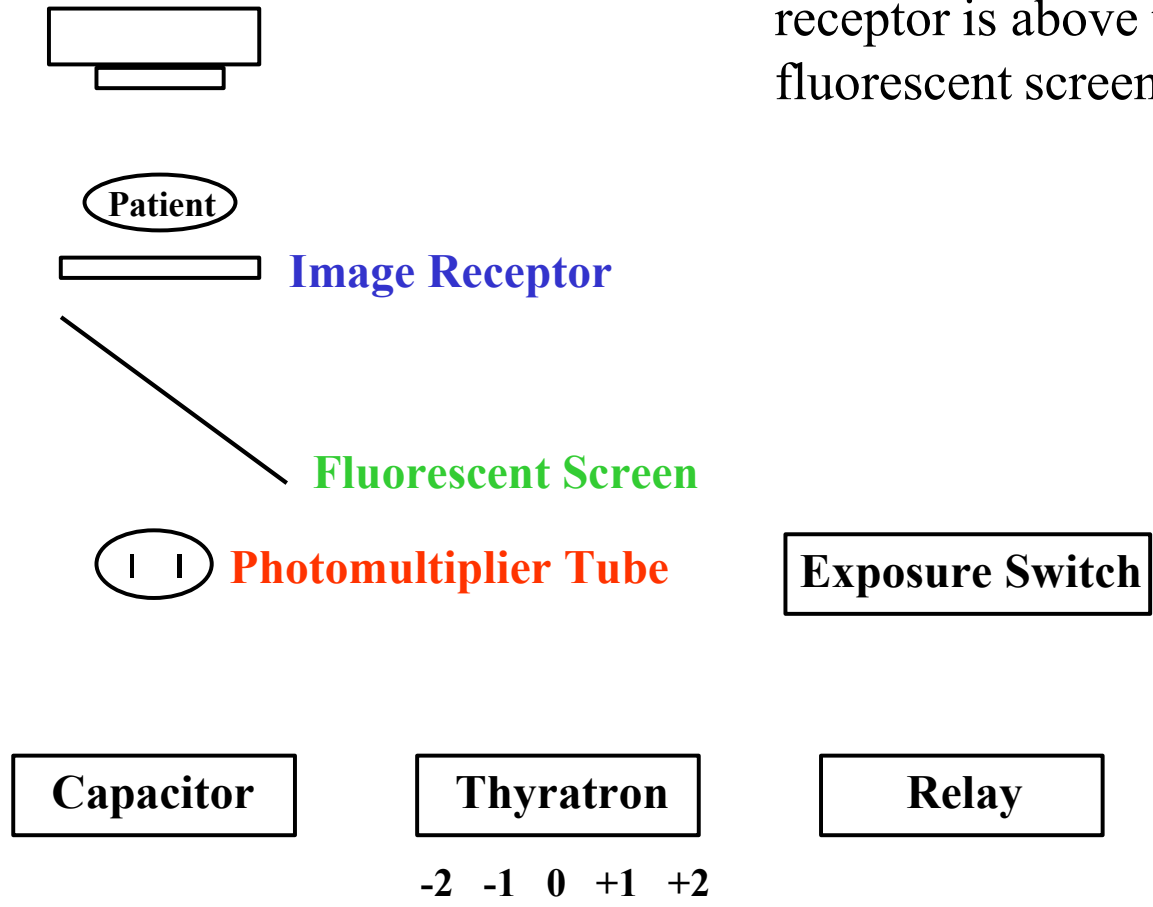 receptor is above
fluorescent screen
Patient
Image Receptor
Fluorescent Screen
Photomultiplier Tube
Exposure Switch
Capacitor
Thyratron
Relay
-2 -1 0 +1 +2